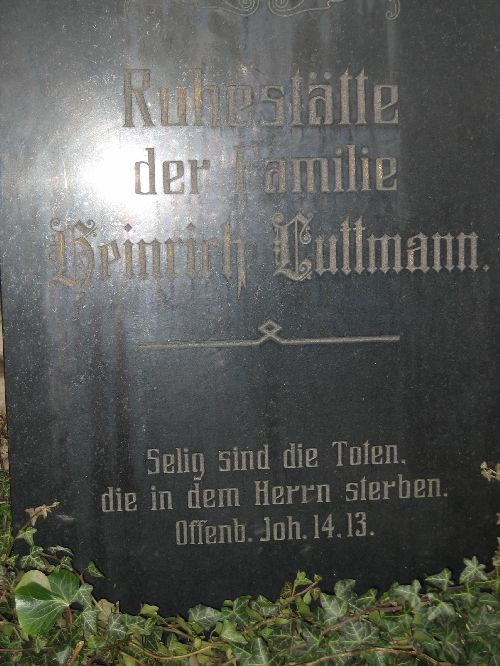 Ruhestätte
der Familie
Heinrich Luttmann.
Selig sind die Toten.
die in dem Herrn sterben.
Offenb. Joh. 14. 13.